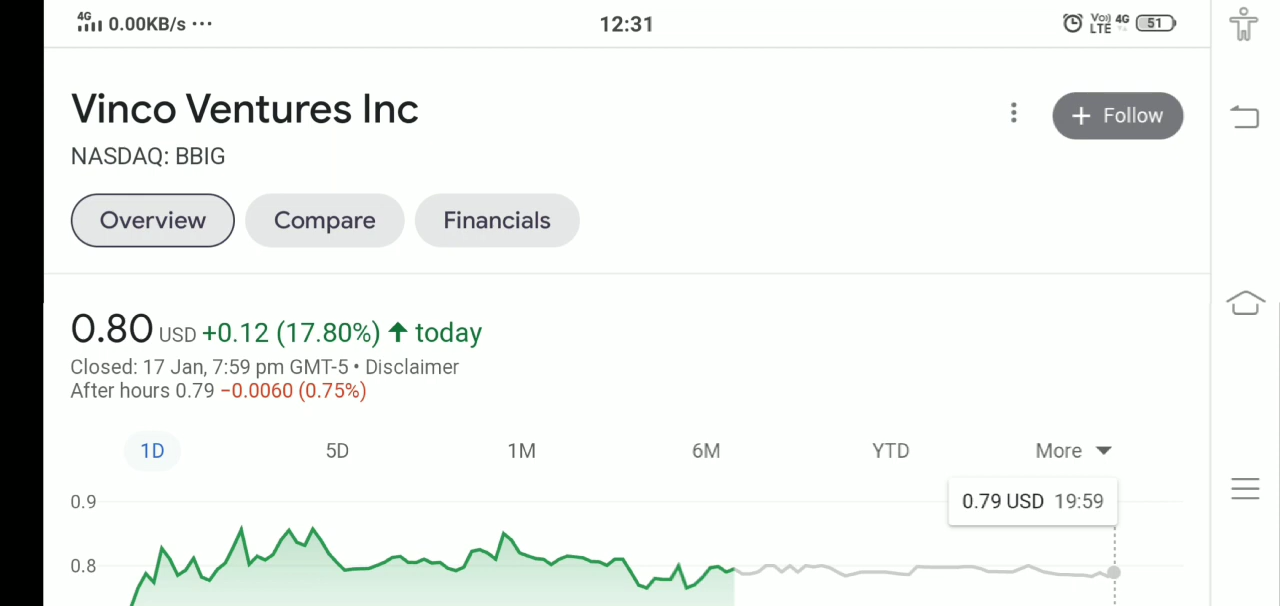 4G 0.00KB/s ... 12:31 Vo)) LTE 4G 51
Vinco Ventures Inc
+ Follow
NASDAQ: BBIG
Overview Compare Financials
0.80 USD +0.12 (17.80%) ↑ today
Closed: 17 Jan, 7:59 pm GMT-5 • Disclaimer
After hours 0.79 −0.0060 (0.75%)
1D 5D 1M 6M YTD More
0.79 USD 19:59
0.9
0.8